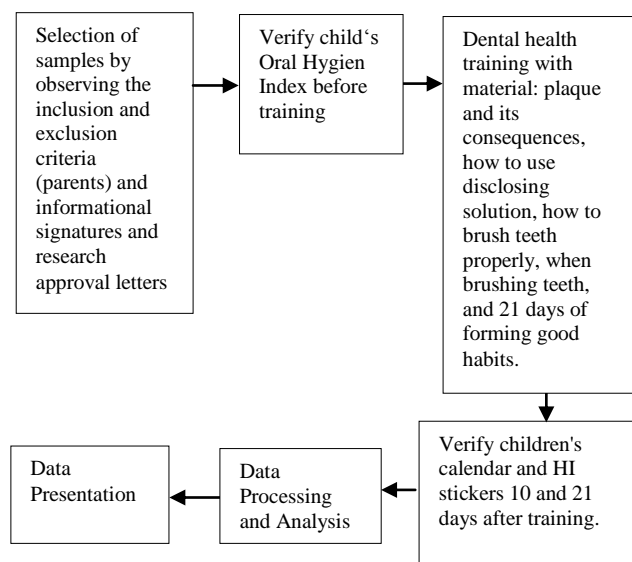 Selection of
samples by
observing the
inclusion and
exclusion
criteria
(parents) and
informational
signatures and
research
approval letters
Verify child‘s
Oral Hygien
Index before
training
Dental health
training with
material: plaque
and its
consequences,
how to use
disclosing
solution, how to
brush teeth
properly, when
brushing teeth,
and 21 days of
forming good
habits.
Verify children's
calendar and HI
stickers 10 and 21
days after training.
Data
Processing
and Analysis
Data
Presentation